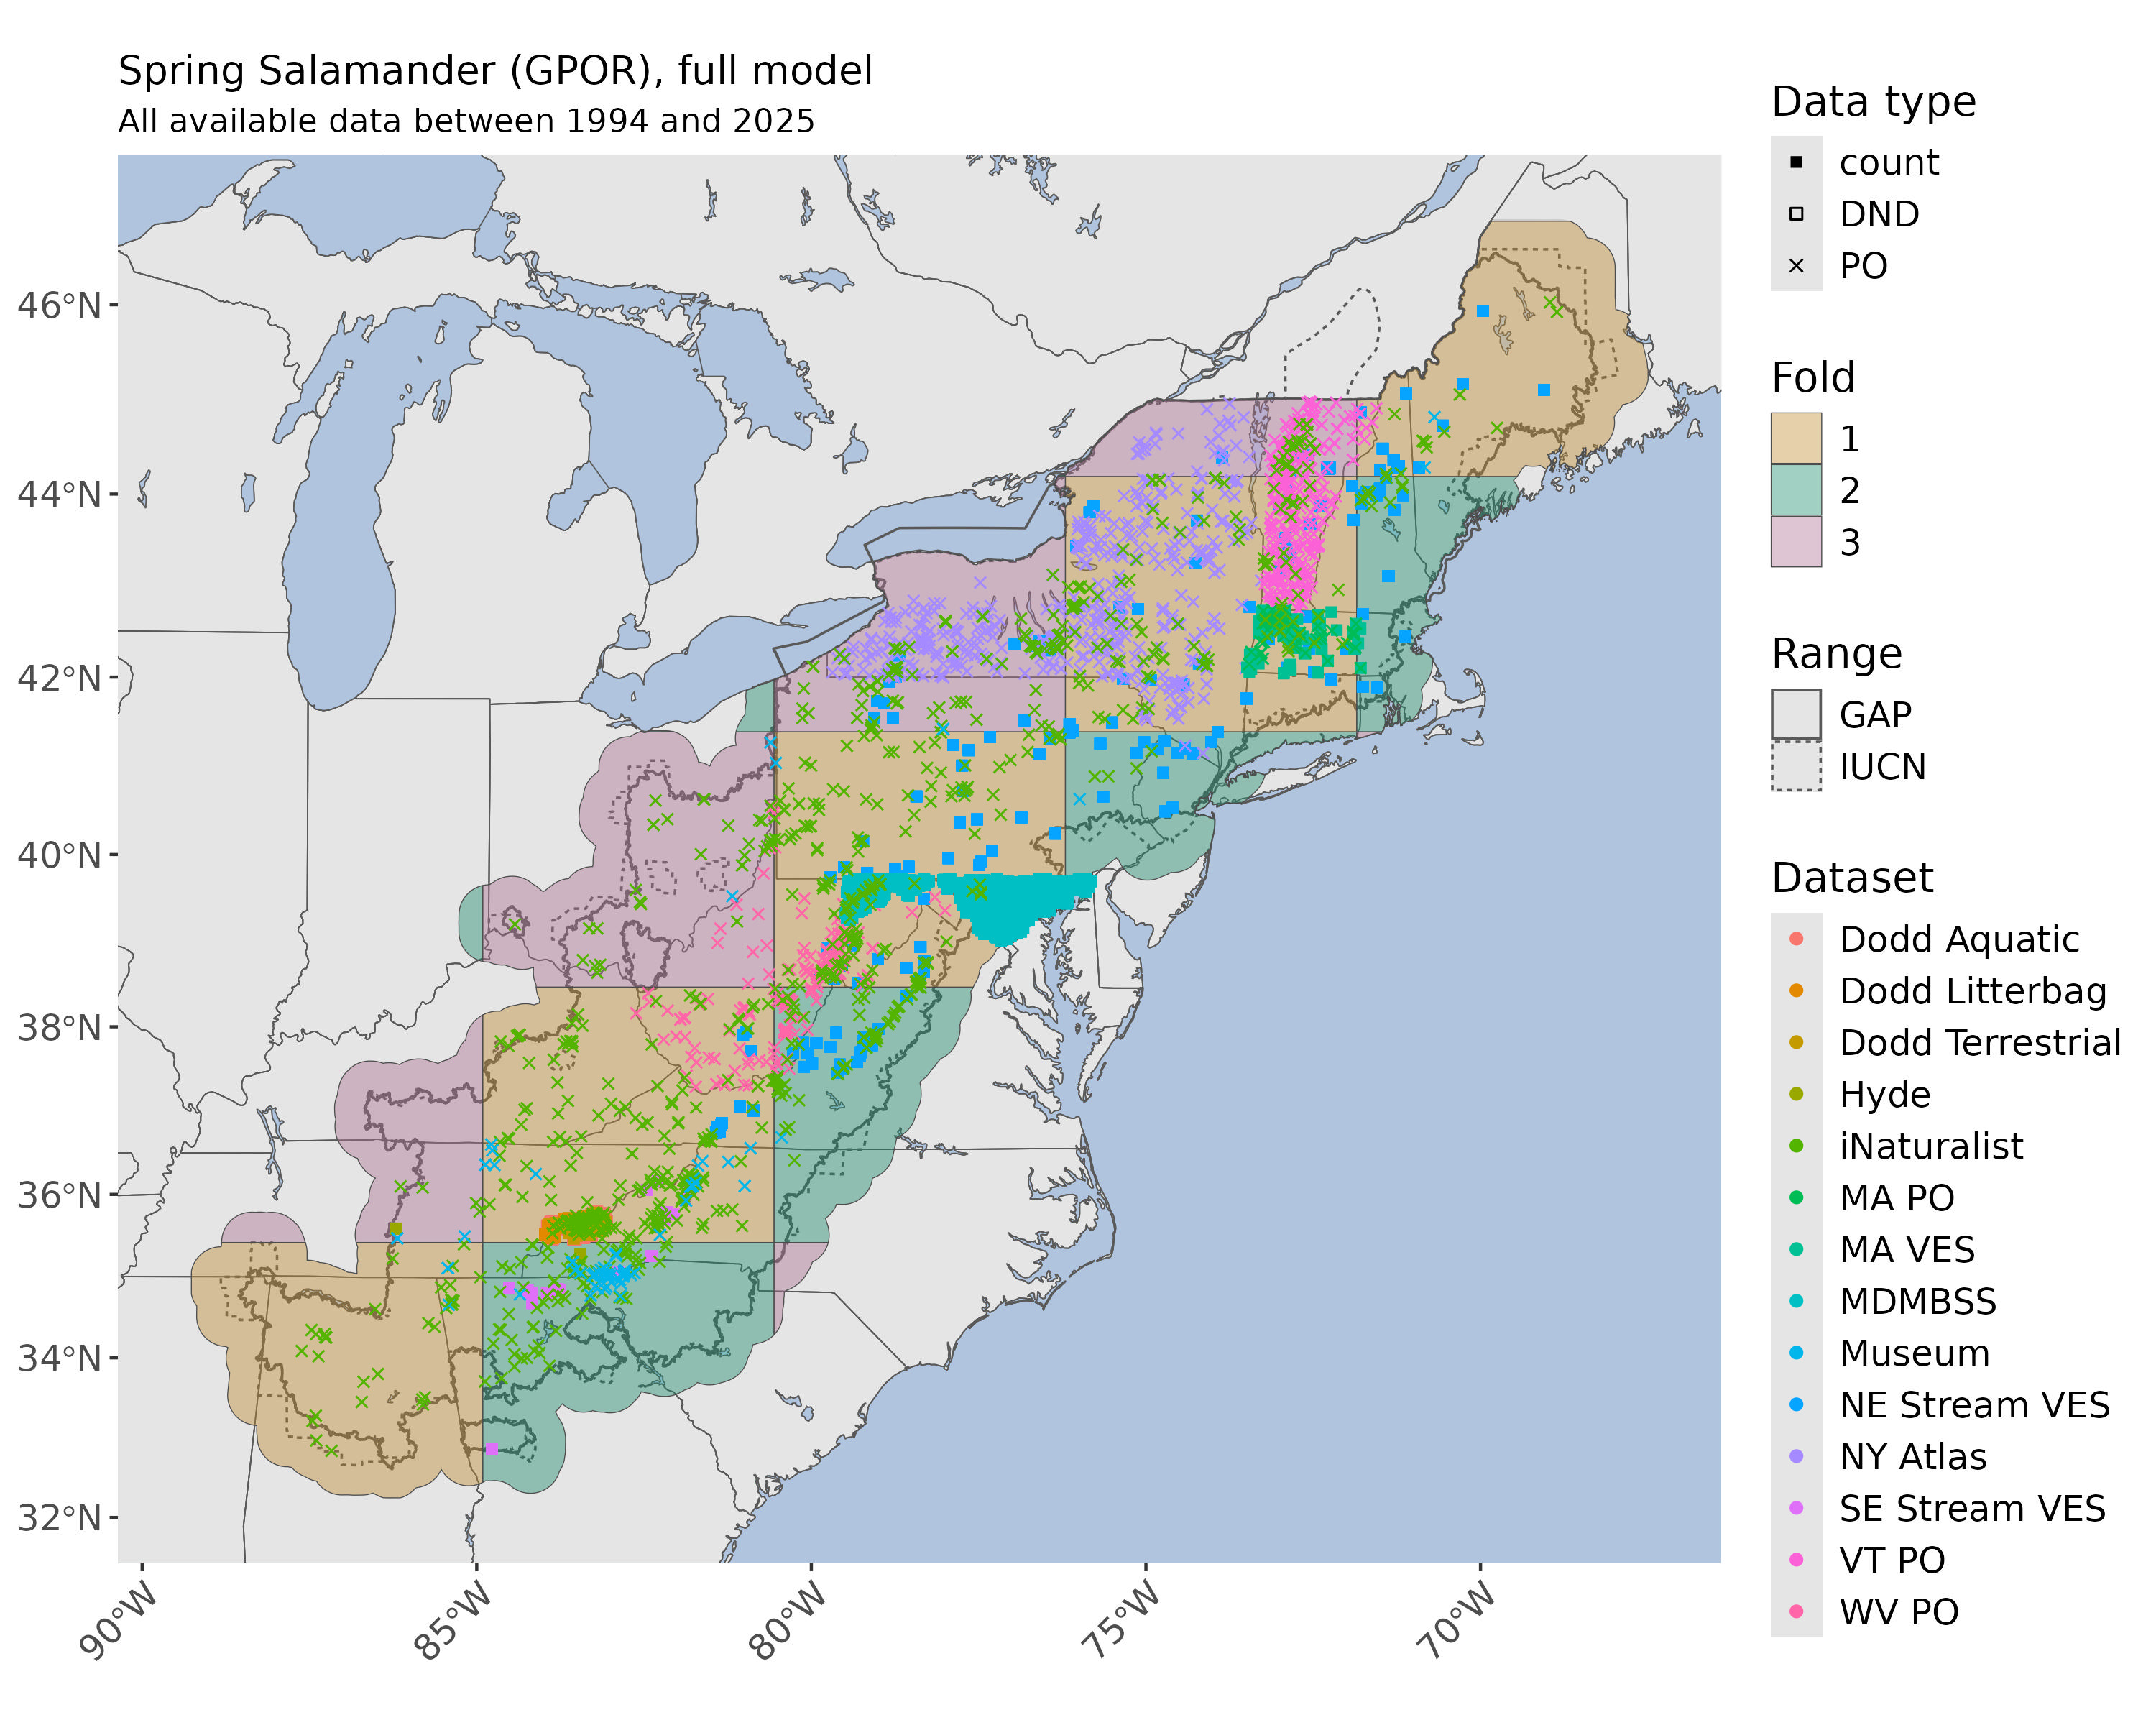 Spring Salamander (GPOR), full model
All available data between 1994 and 2025
46°N
44°N
42°N
40°N
38°N
36°N
34°N
32°N
90°W
85°W
80°W
75°W
70°W
Data type
count
DND
PO
Fold
1
2
3
Range
GAP
IUCN
Dataset
Dodd Aquatic
Dodd Litterbag
Dodd Terrestrial
Hyde
iNaturalist
MA PO
MA VES
MDMBSS
Museum
NE Stream VES
NY Atlas
SE Stream VES
VT PO
WV PO